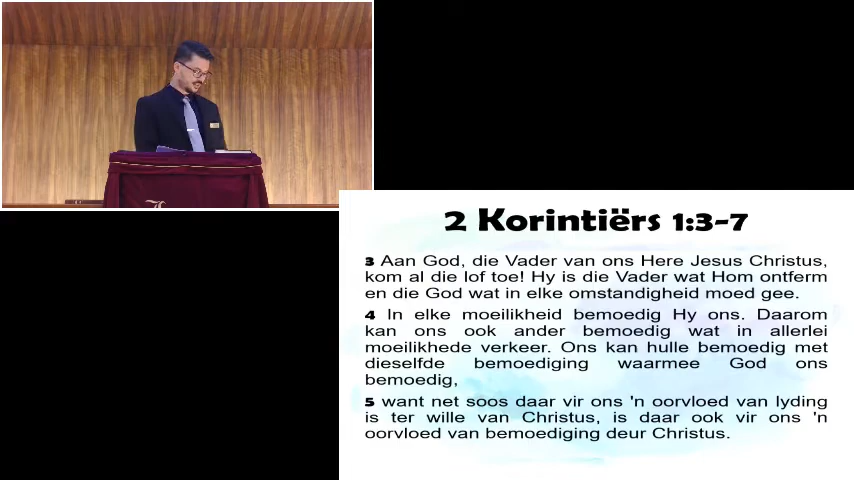 2 Korintiërs 1:3-7
3 Aan God, die Vader van ons Here Jesus Christus,
kom al die lof toe! Hy is die Vader wat Hom ontferm
en die God wat in elke omstandigheid moed gee.
4 In elke moeilikheid bemoedig Hy ons. Daarom
kan ons ook ander bemoedig wat in allerlei
moeilikhede verkeer. Ons kan hulle bemoedig met
dieselfde bemoediging waarmee God ons
bemoedig,
5 want net soos daar vir ons 'n oorvloed van lyding
is ter wille van Christus, is daar ook vir ons 'n
oorvloed van bemoediging deur Christus.